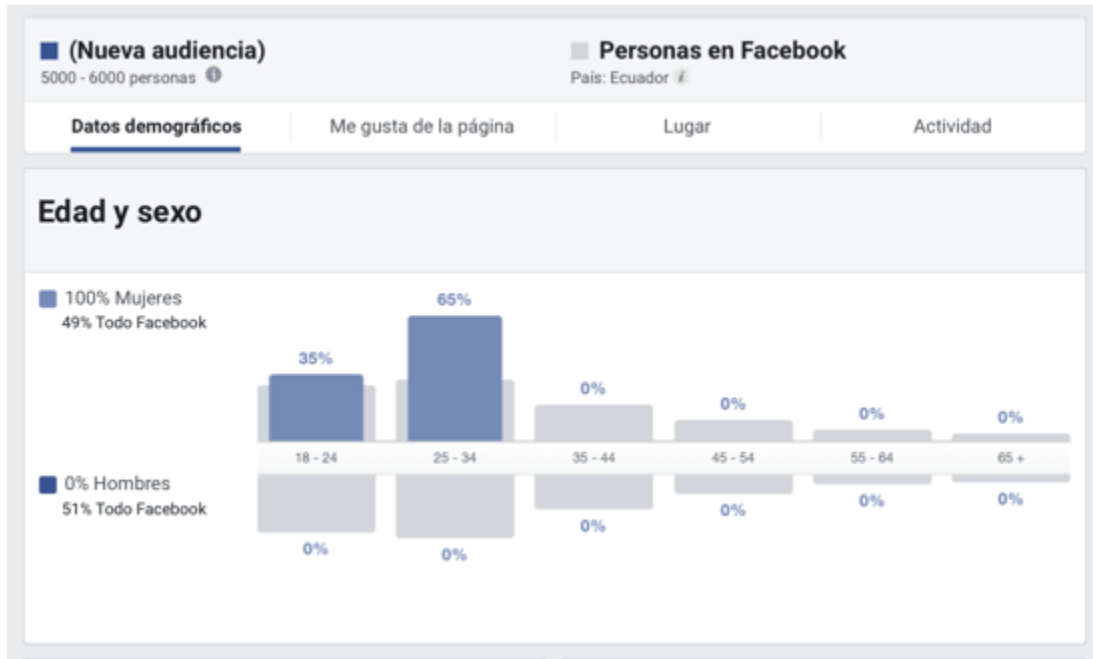 (Nueva audiencia)
5000 - 6000 personas
Personas en Facebook
País: Ecuador
Datos demográficos
Me gusta de la página
Lugar
Actividad
Edad y sexo
100% Mujeres
49% Todo Facebook
35%
65%
0%
0%
0%
0%
18 - 24
25 - 34
35 - 44
45 - 54
55 - 64
65 +
0% Hombres
51% Todo Facebook
0%
0%
0%
0%
0%
0%